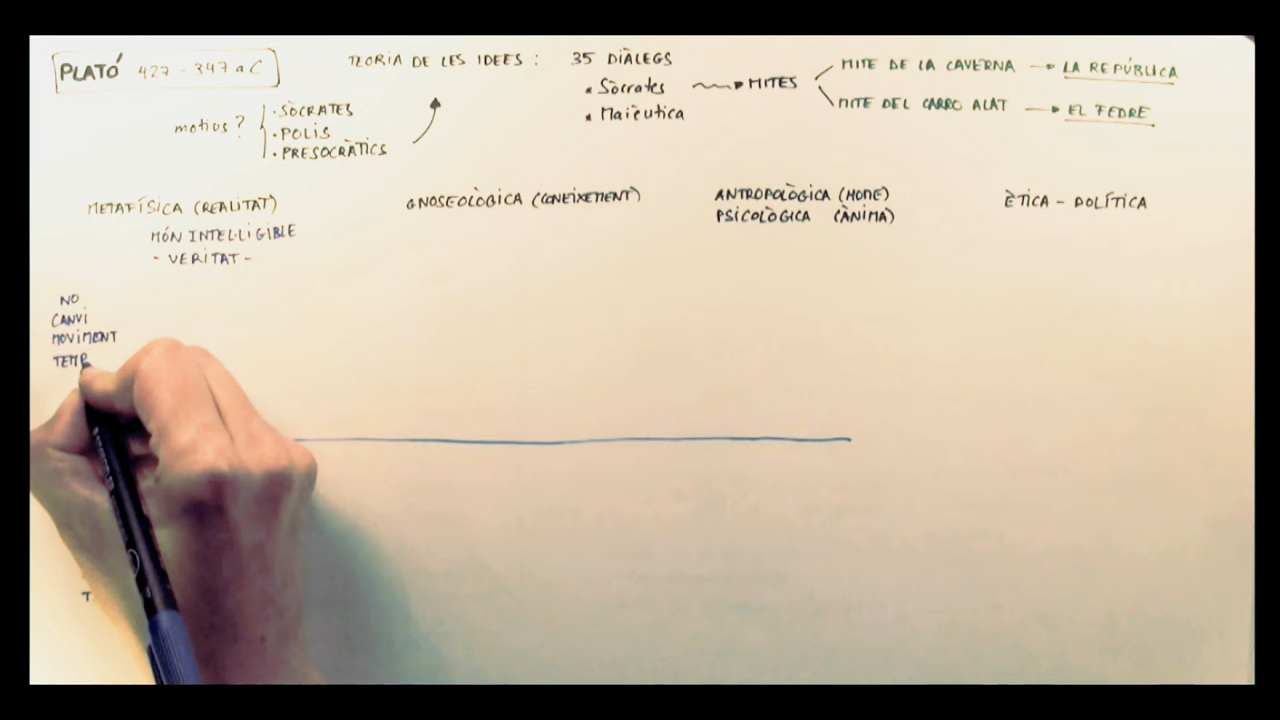 PLATÓ 427 - 347 a C
TEORIA DE LES IDEES : 35 DIÀLEGS
• Sòcrates
• Maièutica
MITES
MITE DE LA CAVERNA → LA REPÚBLICA
MITE DEL CARRO ALAT → EL FEDRE
motius?
• SÒCRATES
• POLIS
• PRESOCRÀTICS
METAFÍSICA (REALITAT)
MÓN INTEL·LIGIBLE
- VERITAT -
GNOSEOLÒGICA (CONEIXEMENT)
ANTROPOLÒGICA (HOME)
PSICOLÒGICA (ÀNIMA)
ÈTICA - POLÍTICA
NO
CANVI
MOVIMENT
TEMP
T